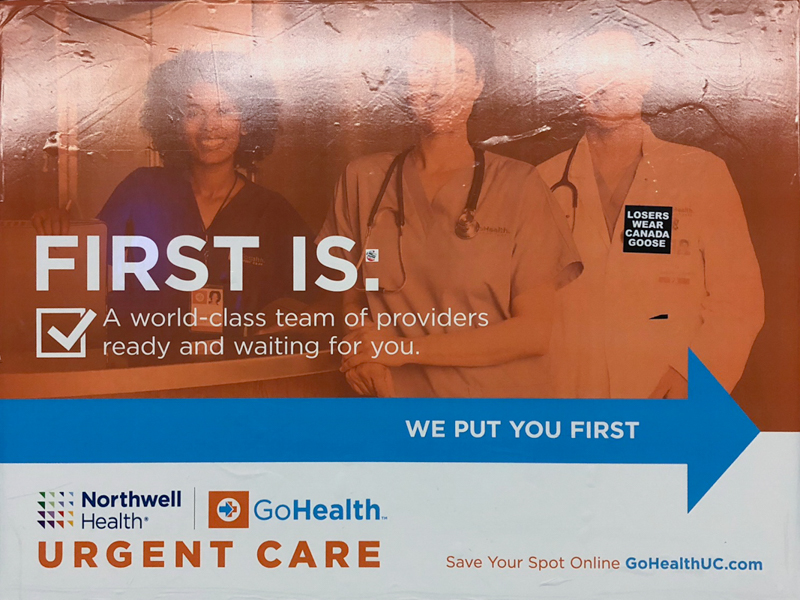 LOSERS
WEAR
CANADA
GOOSE
FIRST IS:
A world-class team of providers
ready and waiting for you.
WE PUT YOU FIRST
Northwell
Health®
GoHealth™
URGENT CARE
Save Your Spot Online GoHealthUC.com